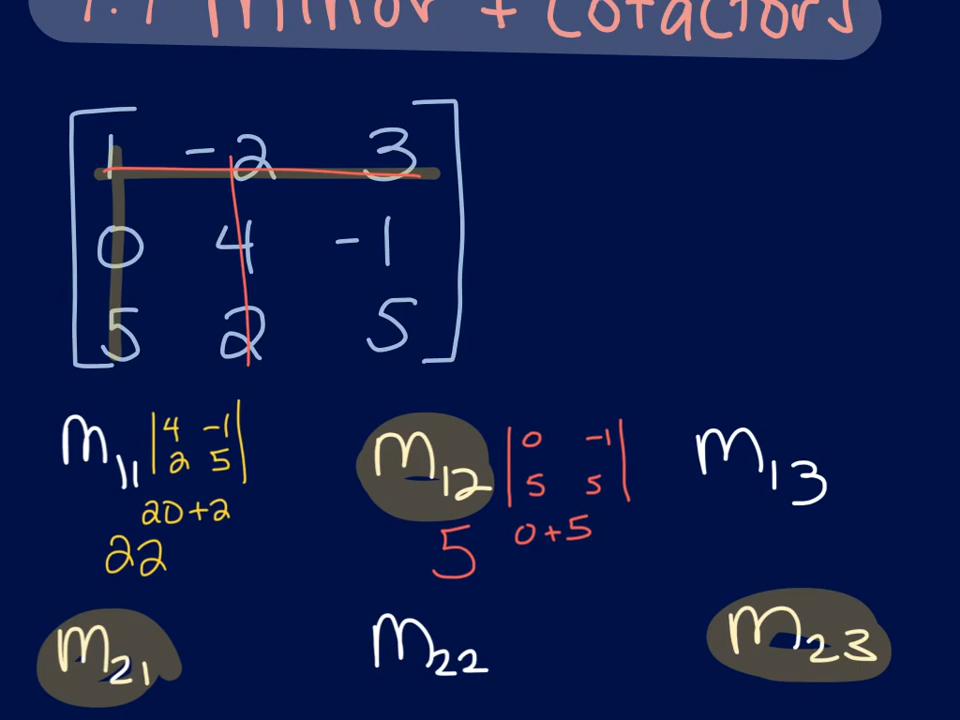 Minor + Cofactors
1 -2 3
0 4 -1
5 2 5
m11 |4 -1| m12 |0 -1| m13
|2 5| |5 5|
20+2 0+5
22 5
m21 m22 m23